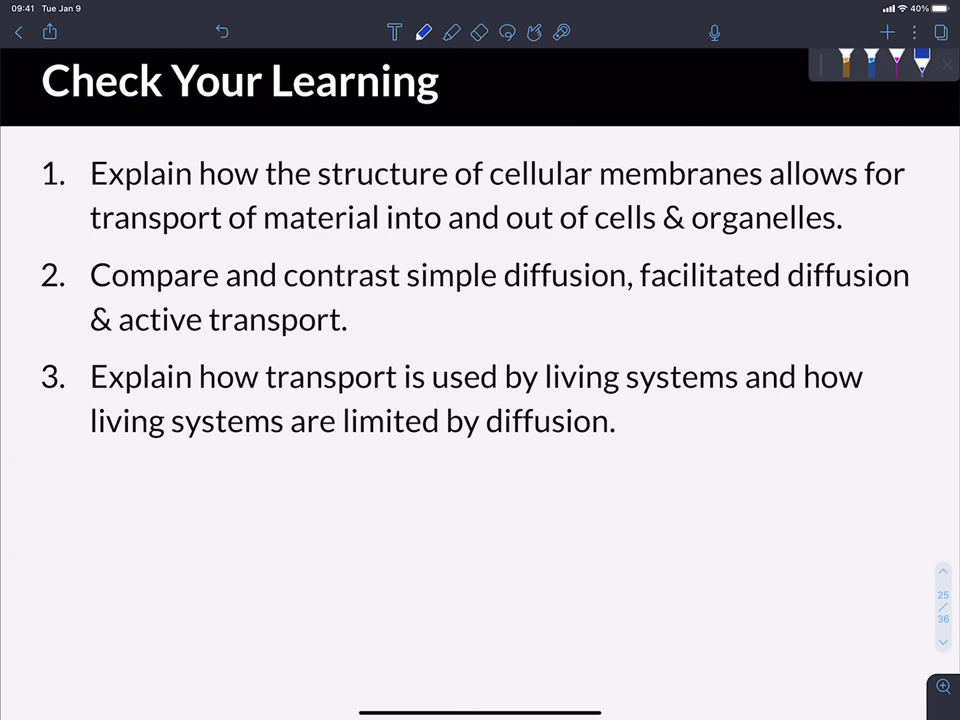 09:41 Tue Jan 9
40%
T
Check Your Learning
1. Explain how the structure of cellular membranes allows for
transport of material into and out of cells & organelles.
2. Compare and contrast simple diffusion, facilitated diffusion
& active transport.
3. Explain how transport is used by living systems and how
living systems are limited by diffusion.
25
/
36